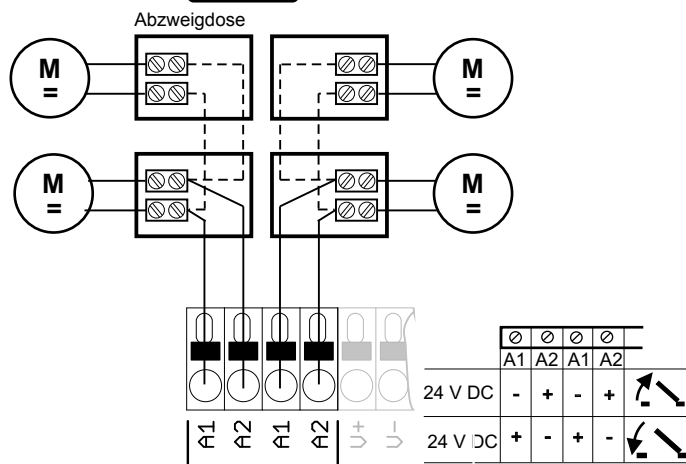 Abzweigdose
M
=
M
=
M
=
M
=
A1 A2 A1 A2 V+ V-
A1 A2 A1 A2
24 V DC - + - +
24 V DC + - + -